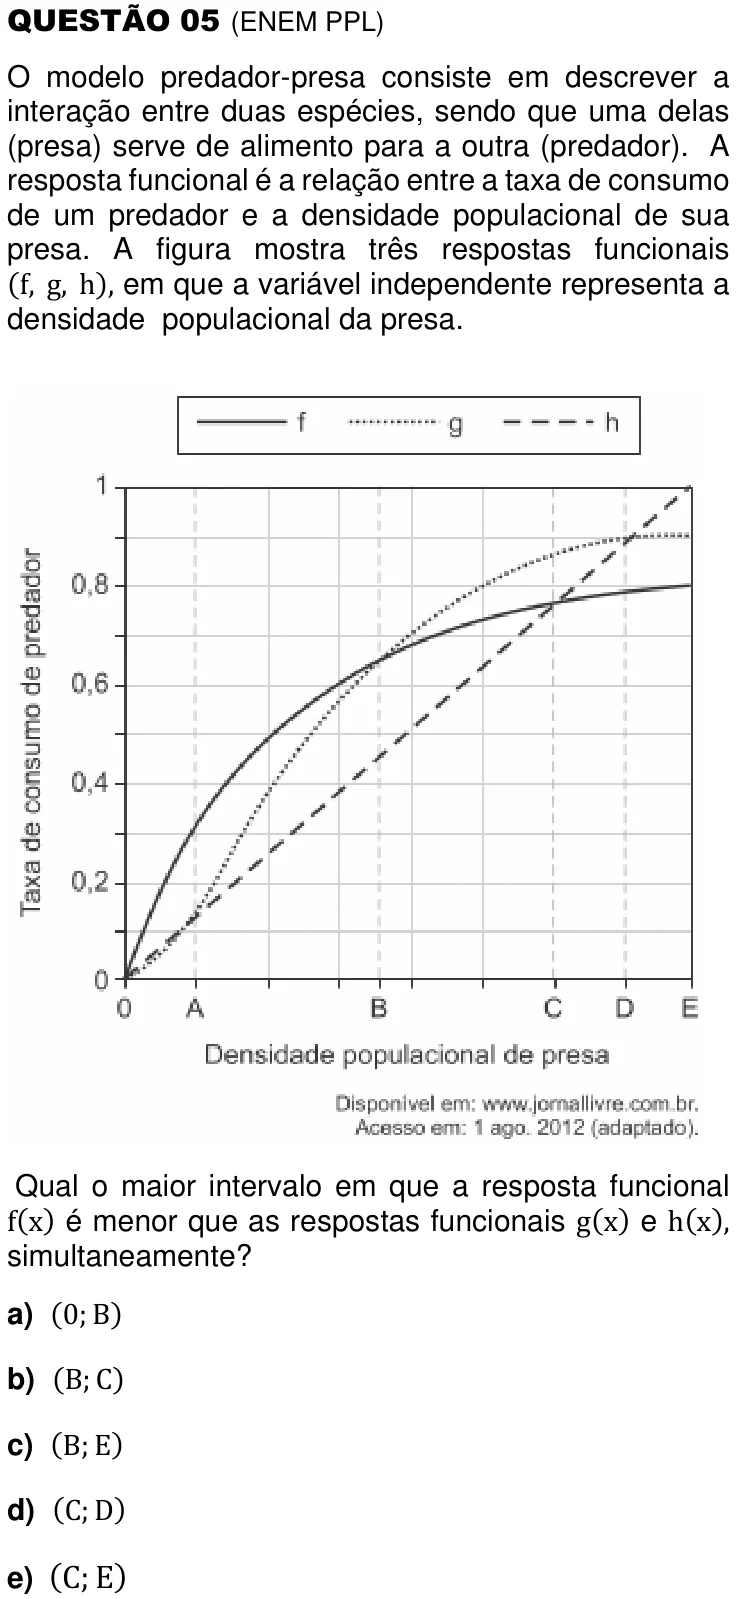 QUESTÃO 05 (ENEM PPL)
O modelo predador-presa consiste em descrever a
interação entre duas espécies, sendo que uma delas
(presa) serve de alimento para a outra (predador). A
resposta funcional é a relação entre a taxa de consumo
de um predador e a densidade populacional de sua
presa. A figura mostra três respostas funcionais
(f, g, h), em que a variável independente representa a
densidade populacional da presa.
f g h
Taxa de consumo de predador
1
0,8
0,6
0,4
0,2
0
0 A B C D E
Densidade populacional de presa
Disponível em: www.jornallivre.com.br.
Acesso em: 1 ago. 2012 (adaptado).
Qual o maior intervalo em que a resposta funcional
f(x) é menor que as respostas funcionais g(x) e h(x),
simultaneamente?
a) (0; B)
b) (B; C)
c) (B; E)
d) (C; D)
e) (C; E)